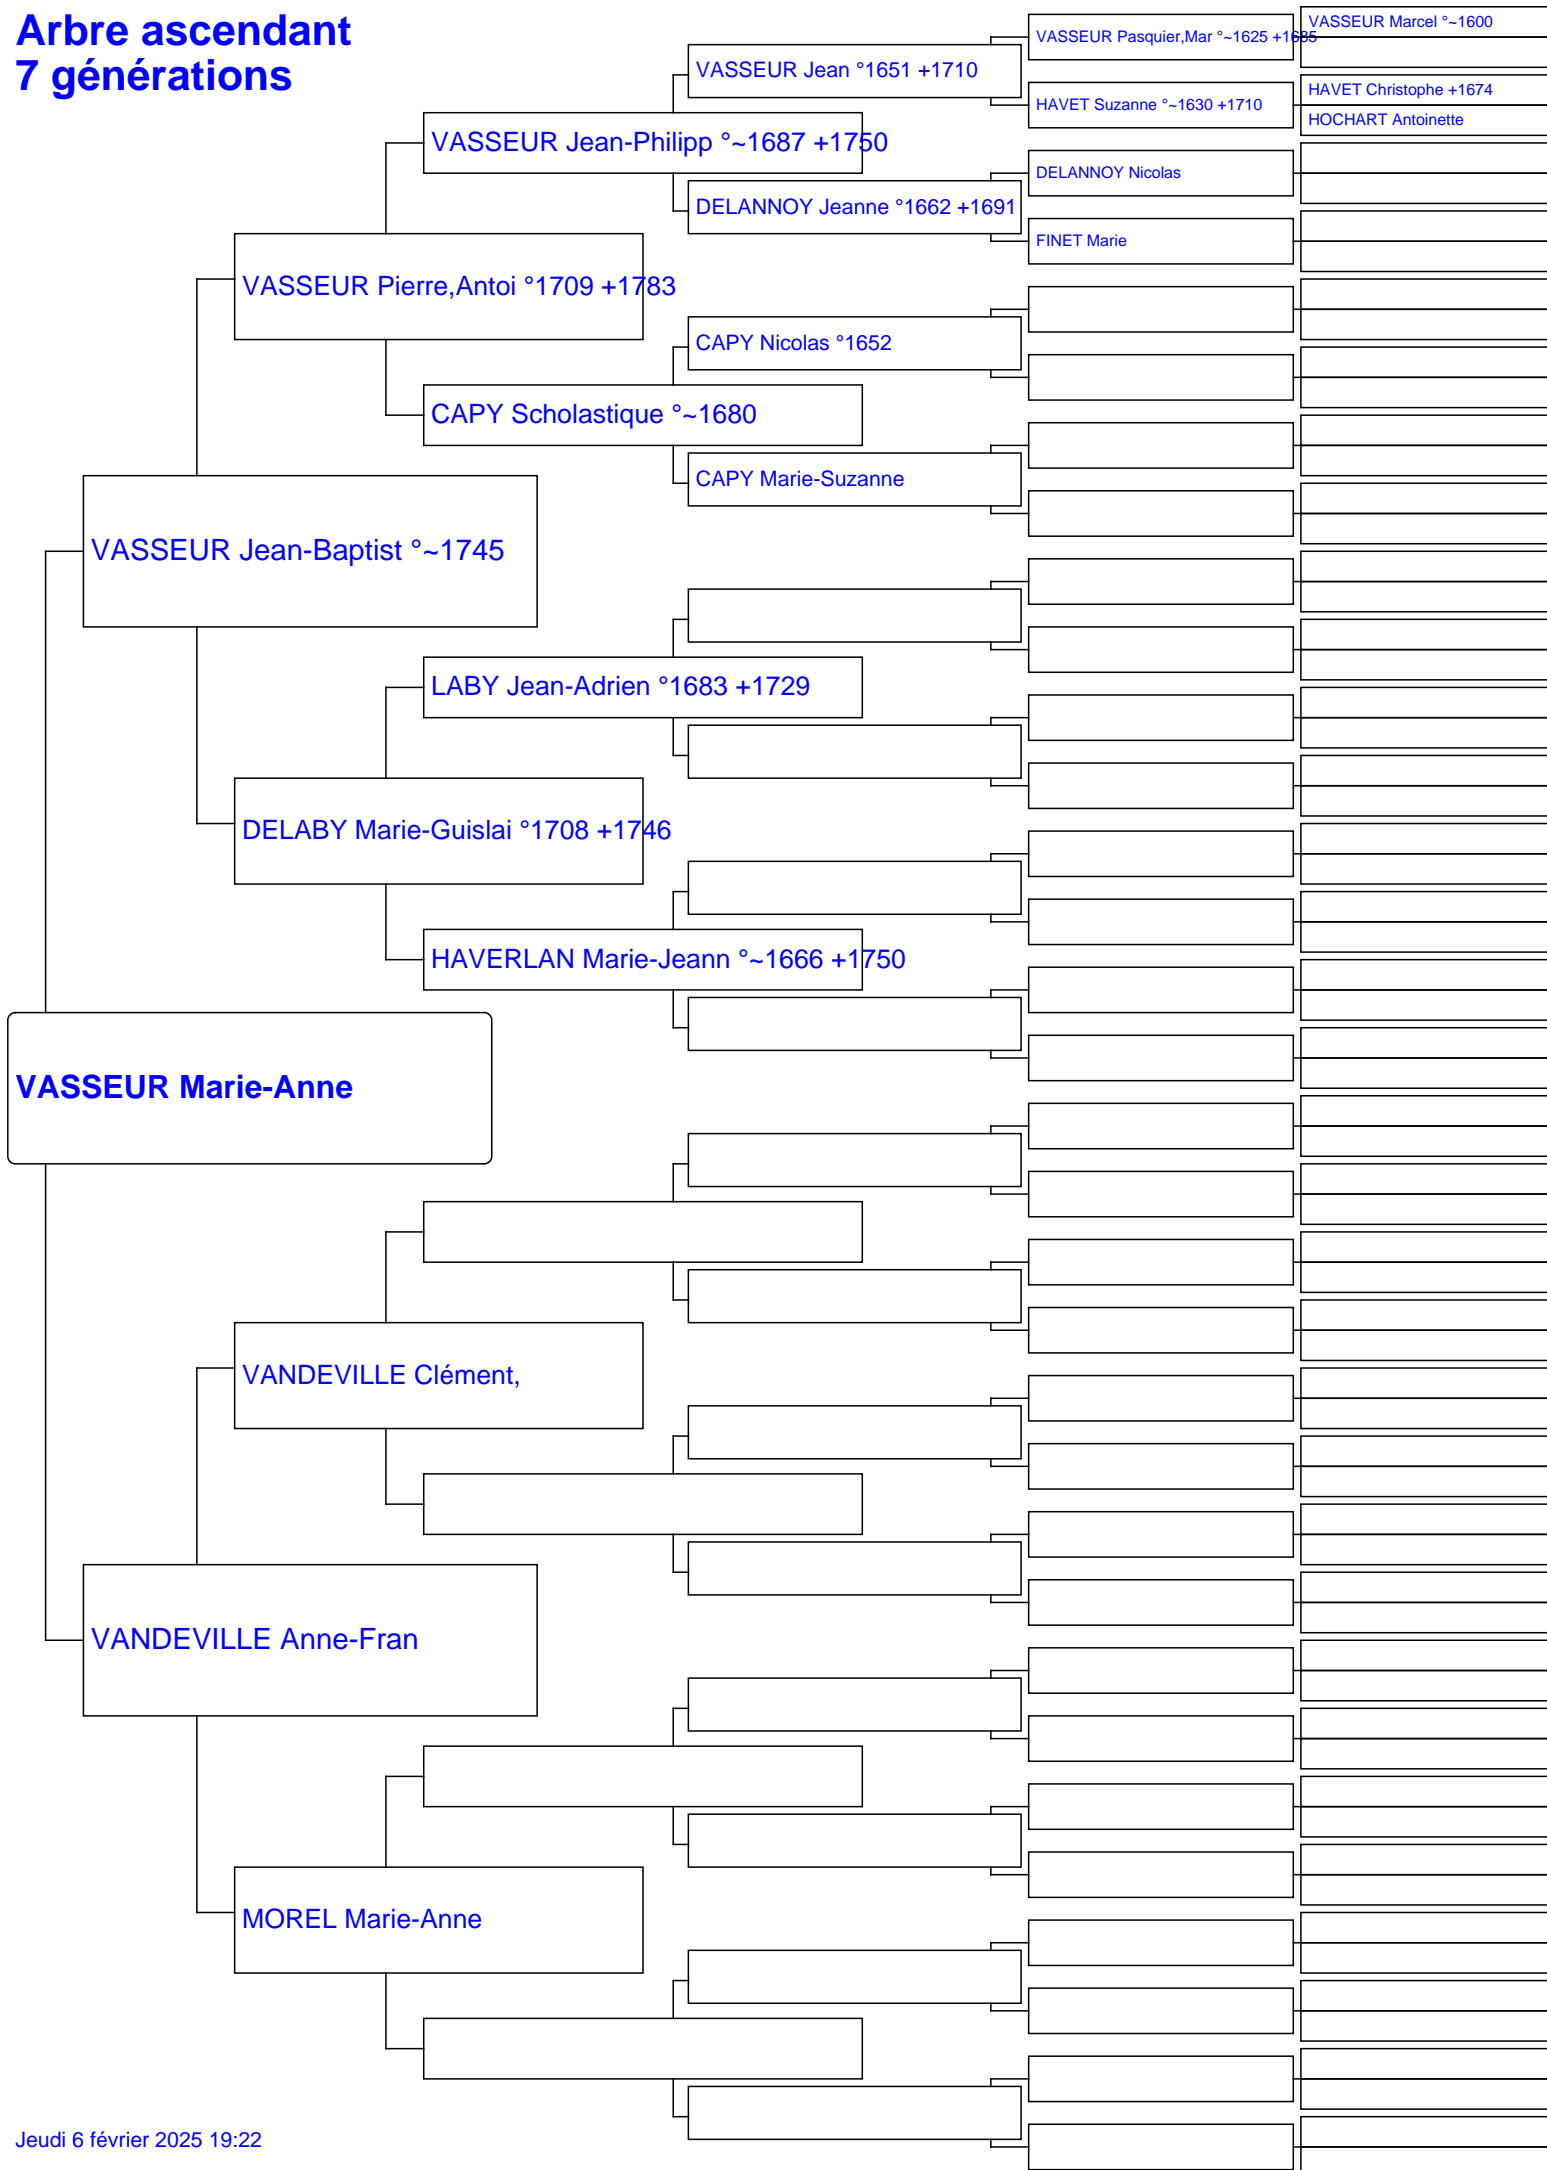 Arbre ascendant
7 générations
VASSEUR Marcel °~1600
VASSEUR Pasquier,Mar °~1625 +1685
VASSEUR Jean °1651 +1710
HAVET Christophe +1674
HAVET Suzanne °~1630 +1710
HOCHART Antoinette
VASSEUR Jean-Philipp °~1687 +1750
DELANNOY Nicolas
DELANNOY Jeanne °1662 +1691
FINET Marie
VASSEUR Pierre,Antoi °1709 +1783
CAPY Nicolas °1652
CAPY Scholastique °~1680
CAPY Marie-Suzanne
VASSEUR Jean-Baptist °~1745
LABY Jean-Adrien °1683 +1729
DELABY Marie-Guislai °1708 +1746
HAVERLAN Marie-Jeann °~1666 +1750
VASSEUR Marie-Anne
VANDEVILLE Clément,
VANDEVILLE Anne-Fran
MOREL Marie-Anne
Jeudi 6 février 2025 19:22